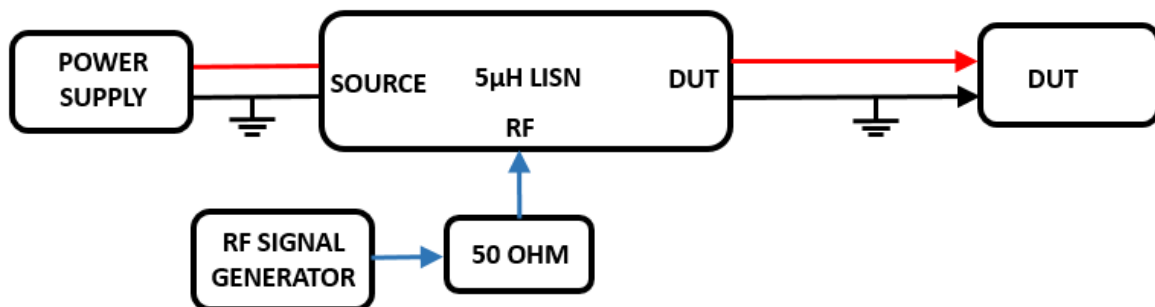 POWER
SUPPLY
SOURCE
5µH LISN
DUT
RF
DUT
RF SIGNAL
GENERATOR
50 OHM